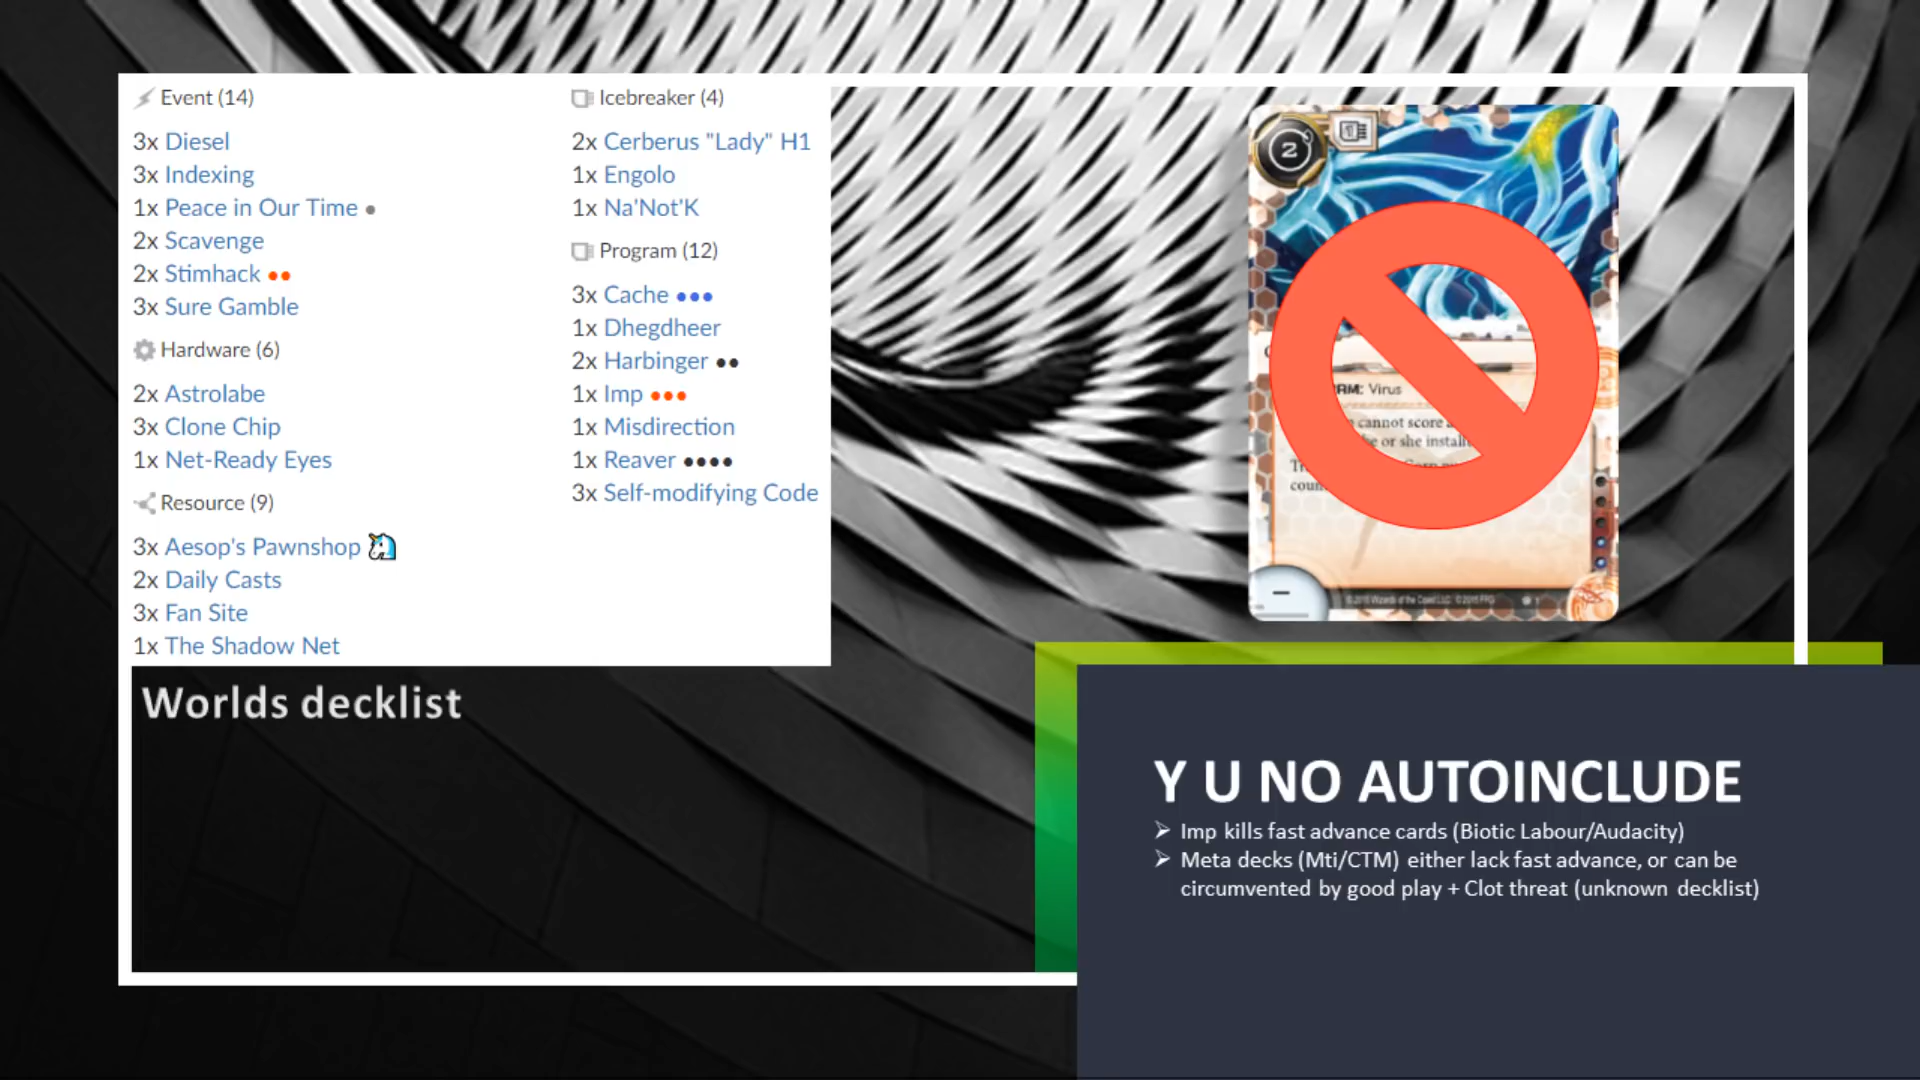 Event (14)
3x Diesel
3x Indexing
1x Peace in Our Time
2x Scavenge
2x Stimhack
3x Sure Gamble
Hardware (6)
2x Astrolabe
3x Clone Chip
1x Net-Ready Eyes
Resource (9)
3x Aesop's Pawnshop
2x Daily Casts
3x Fan Site
1x The Shadow Net
Icebreaker (4)
2x Cerberus "Lady" H1
1x Engolo
1x Na'Not'K
Program (12)
3x Cache
1x Dhegdheer
2x Harbinger
1x Imp
1x Misdirection
1x Reaver
3x Self-modifying Code
Worlds decklist
2
Virus
cannot score
or she
Y U NO AUTOINCLUDE
➢ Imp kills fast advance cards (Biotic Labour/Audacity)
➢ Meta decks (Mti/CTM) either lack fast advance, or can be
circumvented by good play + Clot threat (unknown decklist)